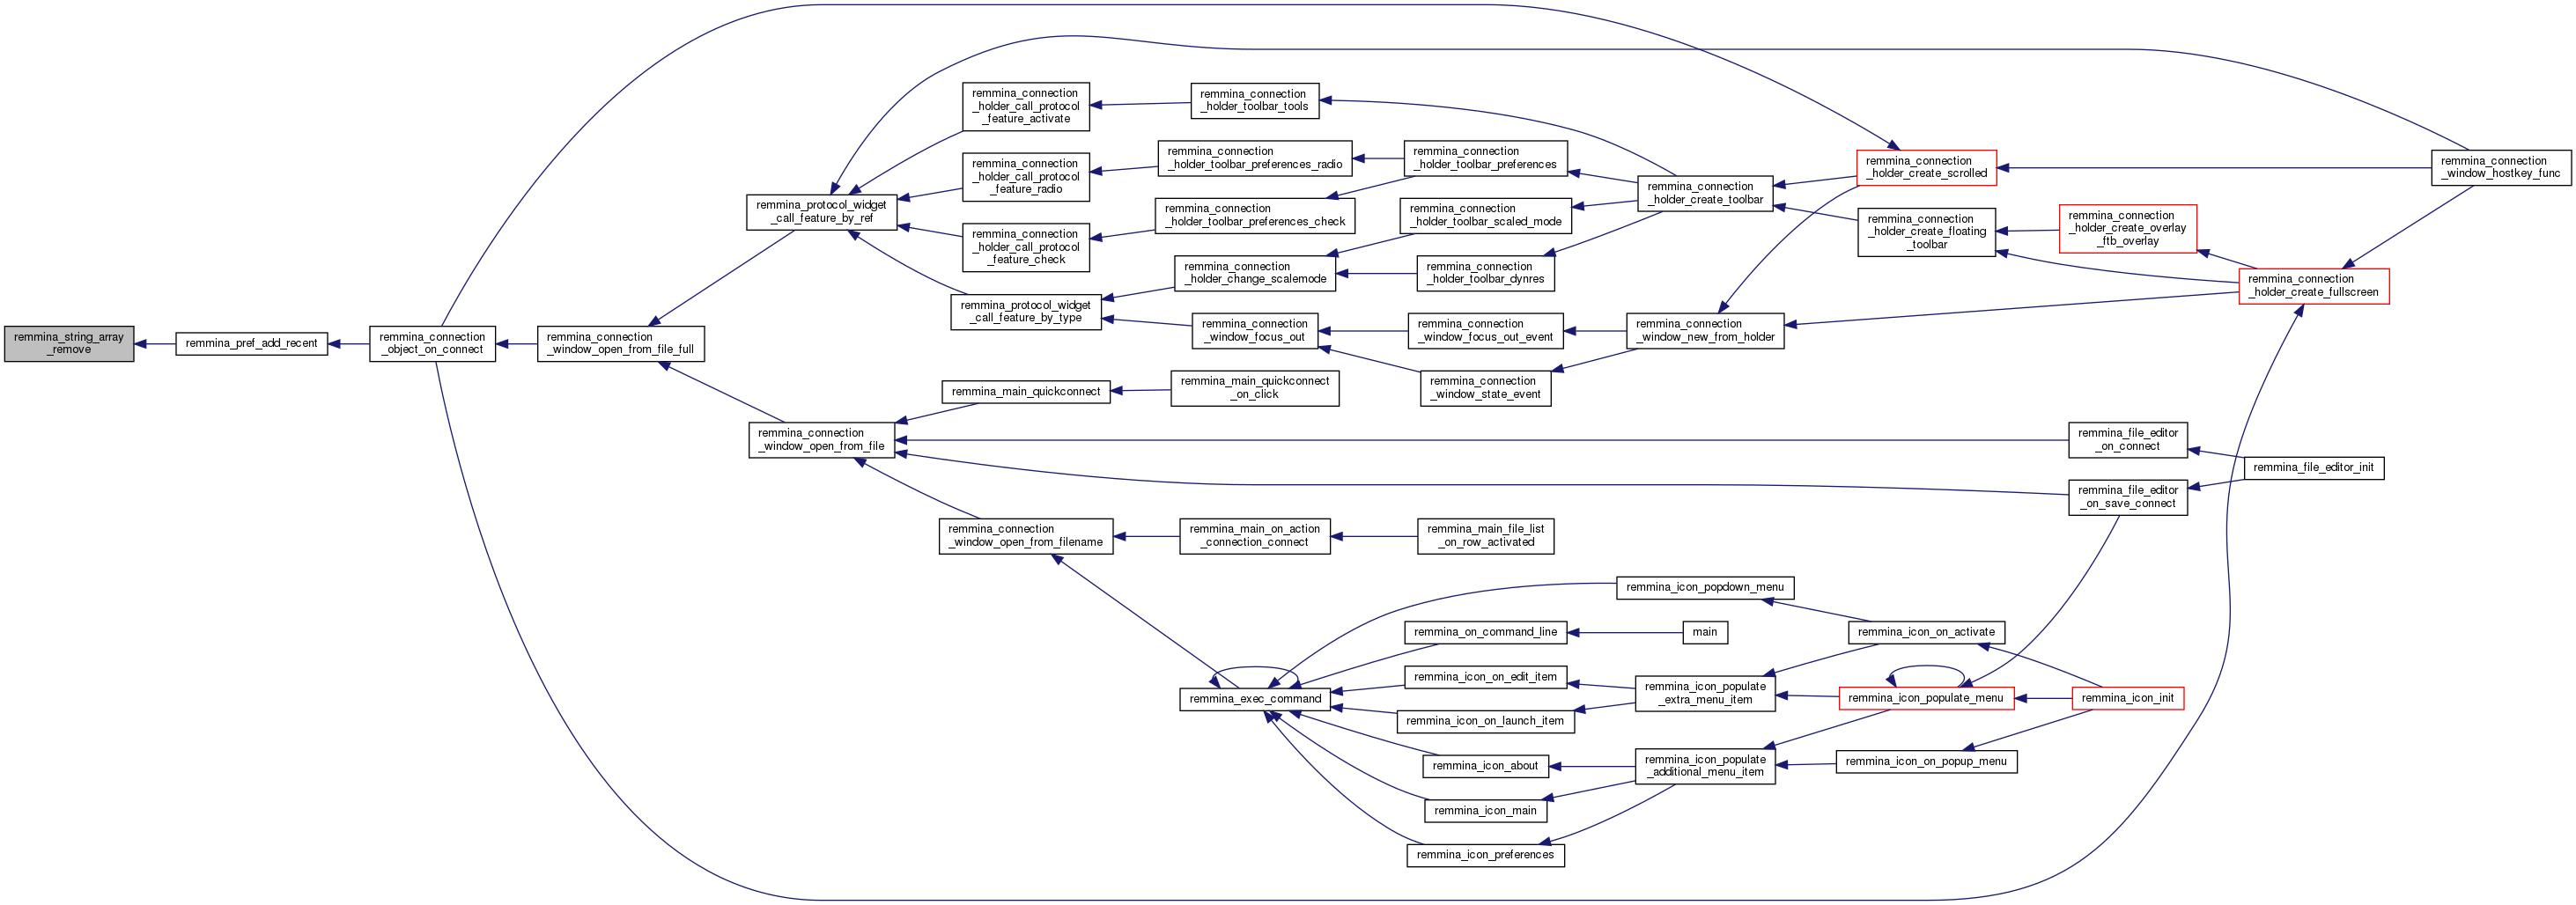 remmina_string_array
_remove
remmina_pref_add_recent
remmina_connection
_object_on_connect
remmina_connection
_window_open_from_file_full
remmina_protocol_widget
_call_feature_by_ref
remmina_connection
_holder_call_protocol
_feature_activate
remmina_connection
_holder_toolbar_tools
remmina_connection
_holder_call_protocol
_feature_radio
remmina_connection
_holder_toolbar_preferences_radio
remmina_connection
_holder_toolbar_preferences
remmina_connection
_holder_call_protocol
_feature_check
remmina_connection
_holder_toolbar_preferences_check
remmina_connection
_holder_toolbar_scaled_mode
remmina_connection
_holder_create_toolbar
remmina_connection
_holder_create_scrolled
remmina_connection
_window_hostkey_func
remmina_connection
_holder_create_floating
_toolbar
remmina_connection
_holder_create_overlay
_ftb_overlay
remmina_connection
_holder_create_fullscreen
remmina_protocol_widget
_call_feature_by_type
remmina_connection
_holder_change_scalemode
remmina_connection
_holder_toolbar_dynres
remmina_connection
_window_focus_out
remmina_connection
_window_focus_out_event
remmina_connection
_window_new_from_holder
remmina_connection
_window_state_event
remmina_connection
_window_open_from_file
remmina_main_quickconnect
remmina_main_quickconnect
_on_click
remmina_file_editor
_on_connect
remmina_file_editor_init
remmina_file_editor
_on_save_connect
remmina_connection
_window_open_from_filename
remmina_main_on_action
_connection_connect
remmina_main_file_list
_on_row_activated
remmina_exec_command
remmina_icon_popdown_menu
remmina_on_command_line
main
remmina_icon_on_activate
remmina_icon_on_edit_item
remmina_icon_populate
_extra_menu_item
remmina_icon_populate_menu
remmina_icon_init
remmina_icon_on_launch_item
remmina_icon_about
remmina_icon_populate
_additional_menu_item
remmina_icon_on_popup_menu
remmina_icon_main
remmina_icon_preferences